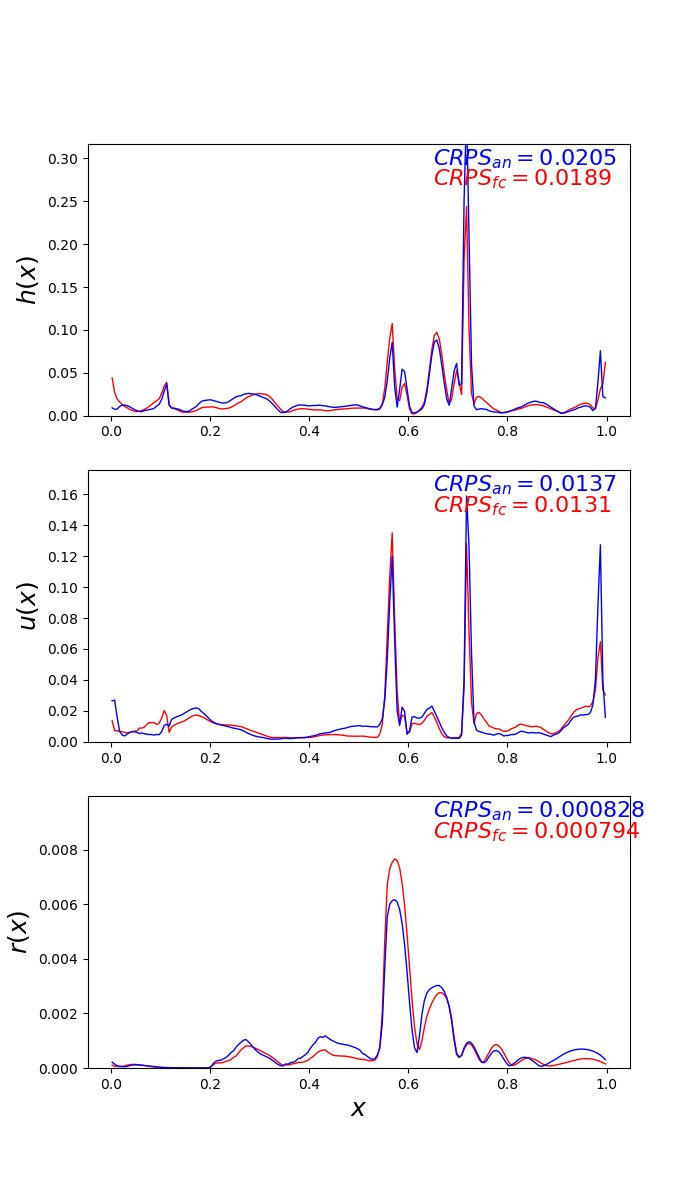 CRPS_an = 0.0205
CRPS_fc = 0.0189
h(x)
0.30
0.25
0.20
0.15
0.10
0.05
0.00
0.0 0.2 0.4 0.6 0.8 1.0
CRPS_an = 0.0137
CRPS_fc = 0.0131
u(x)
0.16
0.14
0.12
0.10
0.08
0.06
0.04
0.02
0.00
0.0 0.2 0.4 0.6 0.8 1.0
CRPS_an = 0.000828
CRPS_fc = 0.000794
r(x)
0.008
0.006
0.004
0.002
0.000
0.0 0.2 0.4 0.6 0.8 1.0
x